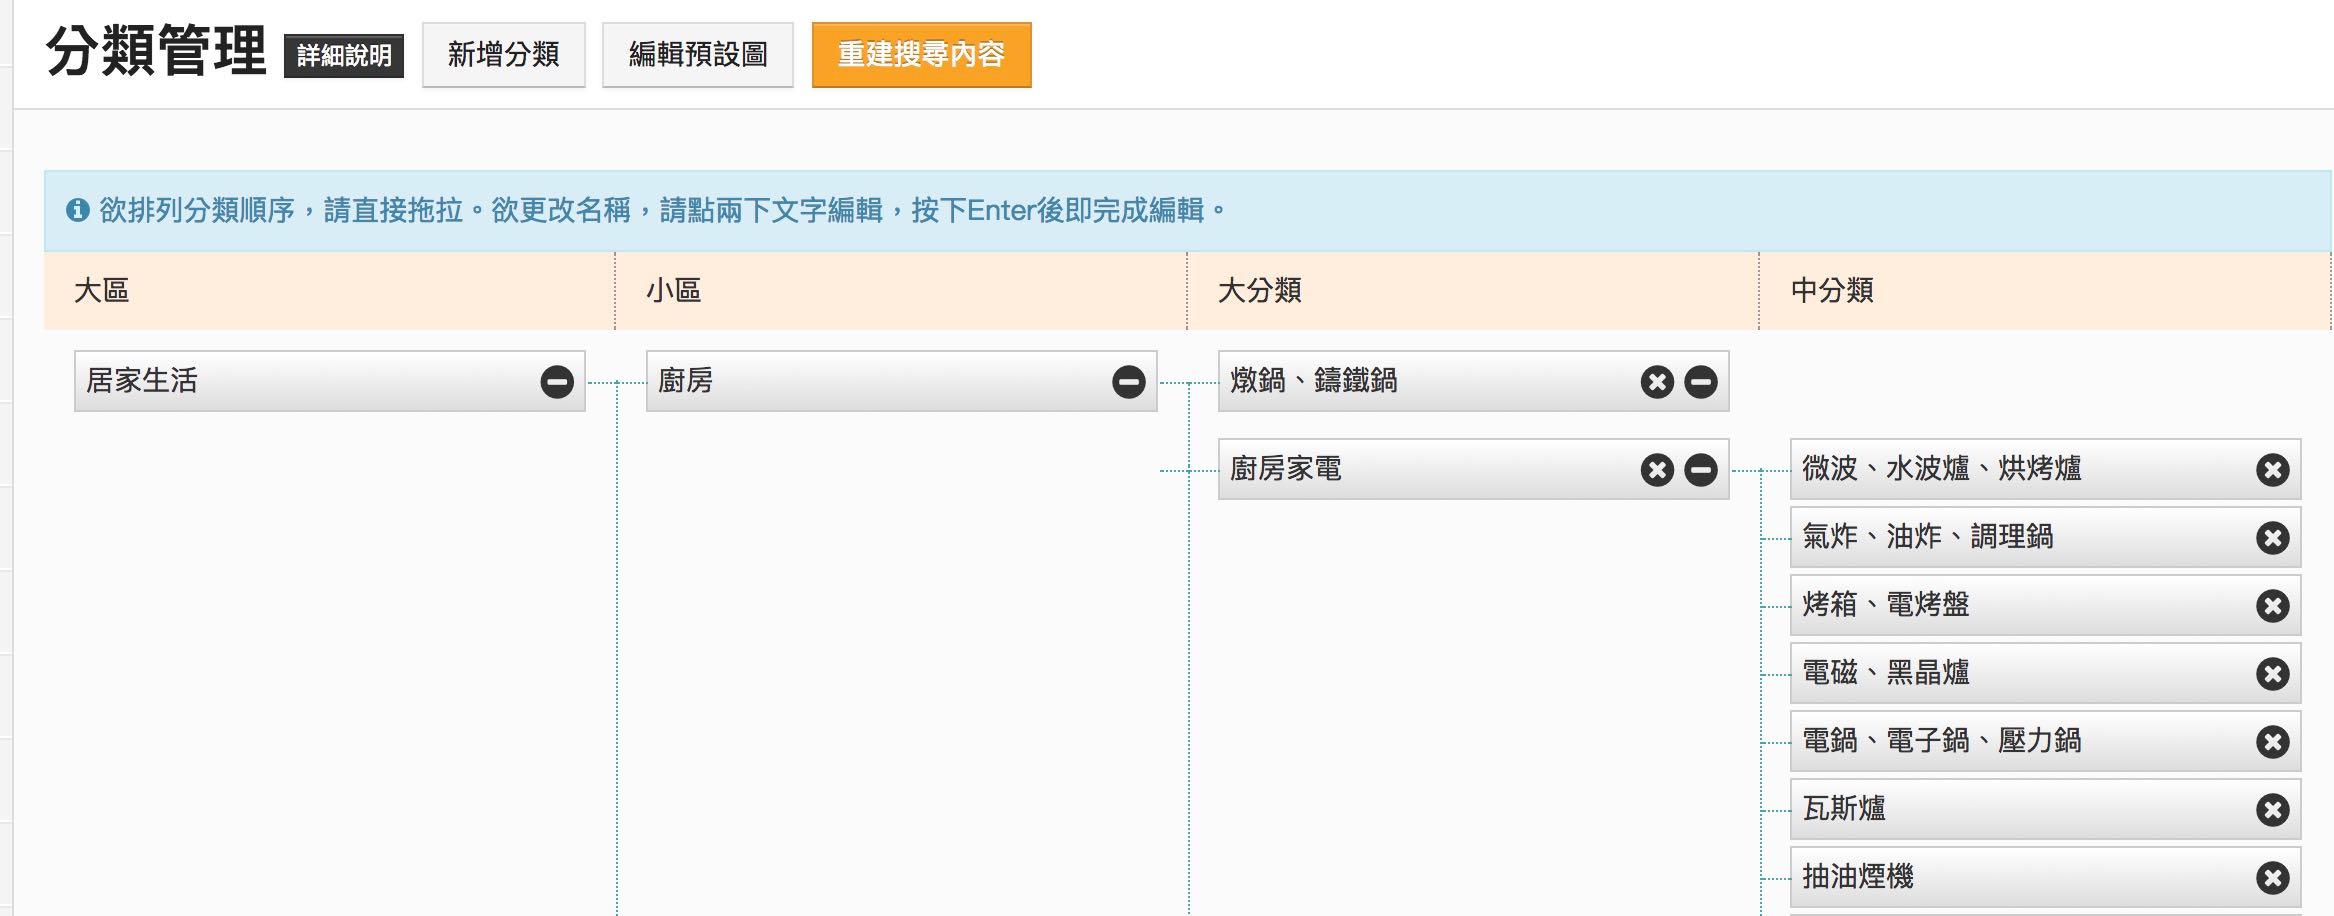 分類管理 詳細說明 新增分類 編輯預設圖 重建搜尋內容
欲排列分類順序，請直接拖拉。欲更改名稱，請點兩下文字編輯，按下Enter後即完成編輯。
大區 小區 大分類 中分類
居家生活 廚房 燉鍋、鑄鐵鍋
廚房家電 微波、水波爐、烘烤爐
氣炸、油炸、調理鍋
烤箱、電烤盤
電磁、黑晶爐
電鍋、電子鍋、壓力鍋
瓦斯爐
抽油煙機